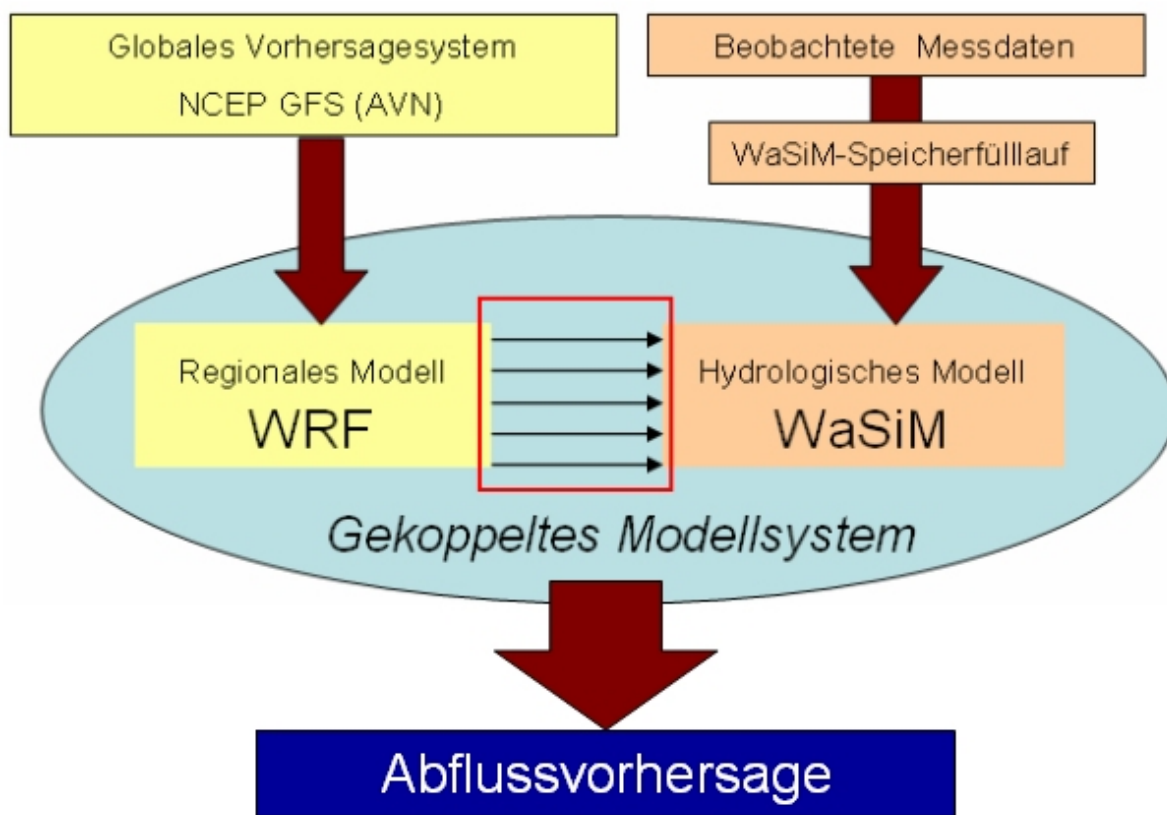 Globales Vorhersagesystem
NCEP GFS (AVN)
Beobachtete Messdaten
WaSiM-Speicherfülllauf
Regionales Modell
WRF
Hydrologisches Modell
WaSiM
Gekoppeltes Modellsystem
Abflussvorhersage